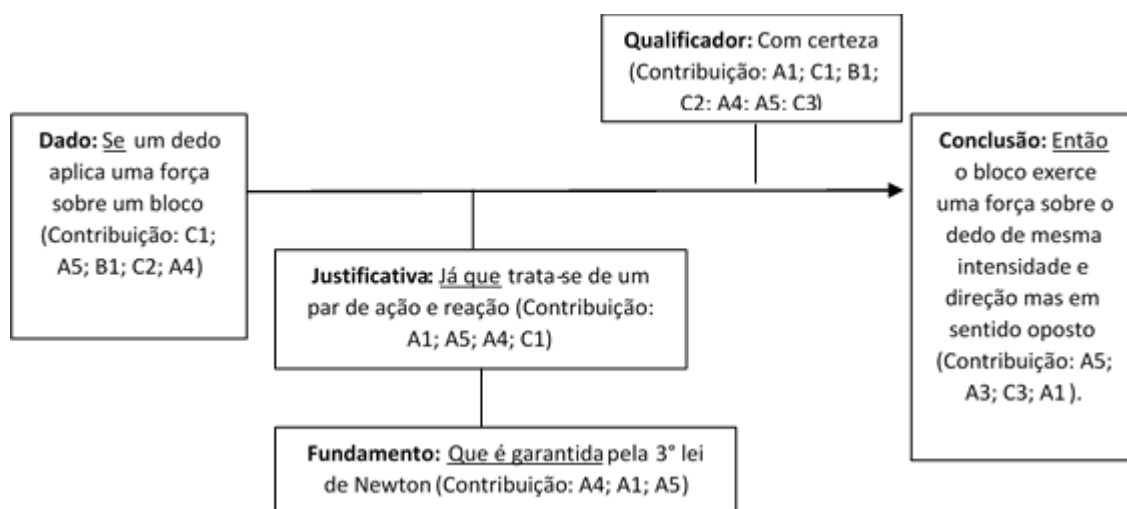 Qualificador: Com certeza
(Contribuição: A1; C1; B1;
C2; A4; A5; C3)
Dado: Se um dedo
aplica uma força
sobre um bloco
(Contribuição: C1;
A5; B1; C2; A4)
Justificativa: Já que trata-se de um
par de ação e reação (Contribuição:
A1; A5; A4; C1)
Fundamento: Que é garantida pela 3° lei
de Newton (Contribuição: A4; A1; A5)
Conclusão: Então
o bloco exerce
uma força sobre o
dedo de mesma
intensidade e
direção mas em
sentido oposto
(Contribuição: A5;
A3; C3; A1 ).